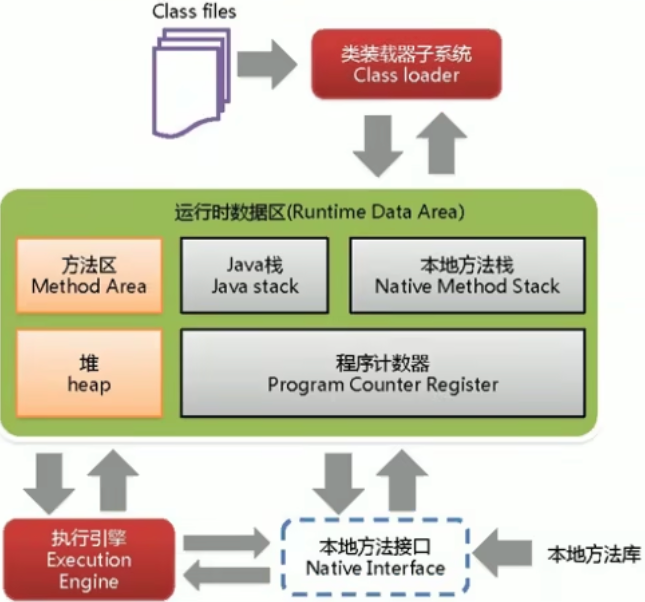 Class files
类装载器子系统
Class loader
运行时数据区(Runtime Data Area)
方法区
Method Area
Java栈
Java stack
本地方法栈
Native Method Stack
堆
heap
程序计数器
Program Counter Register
执行引擎
Execution
Engine
本地方法接口
Native Interface
本地方法库